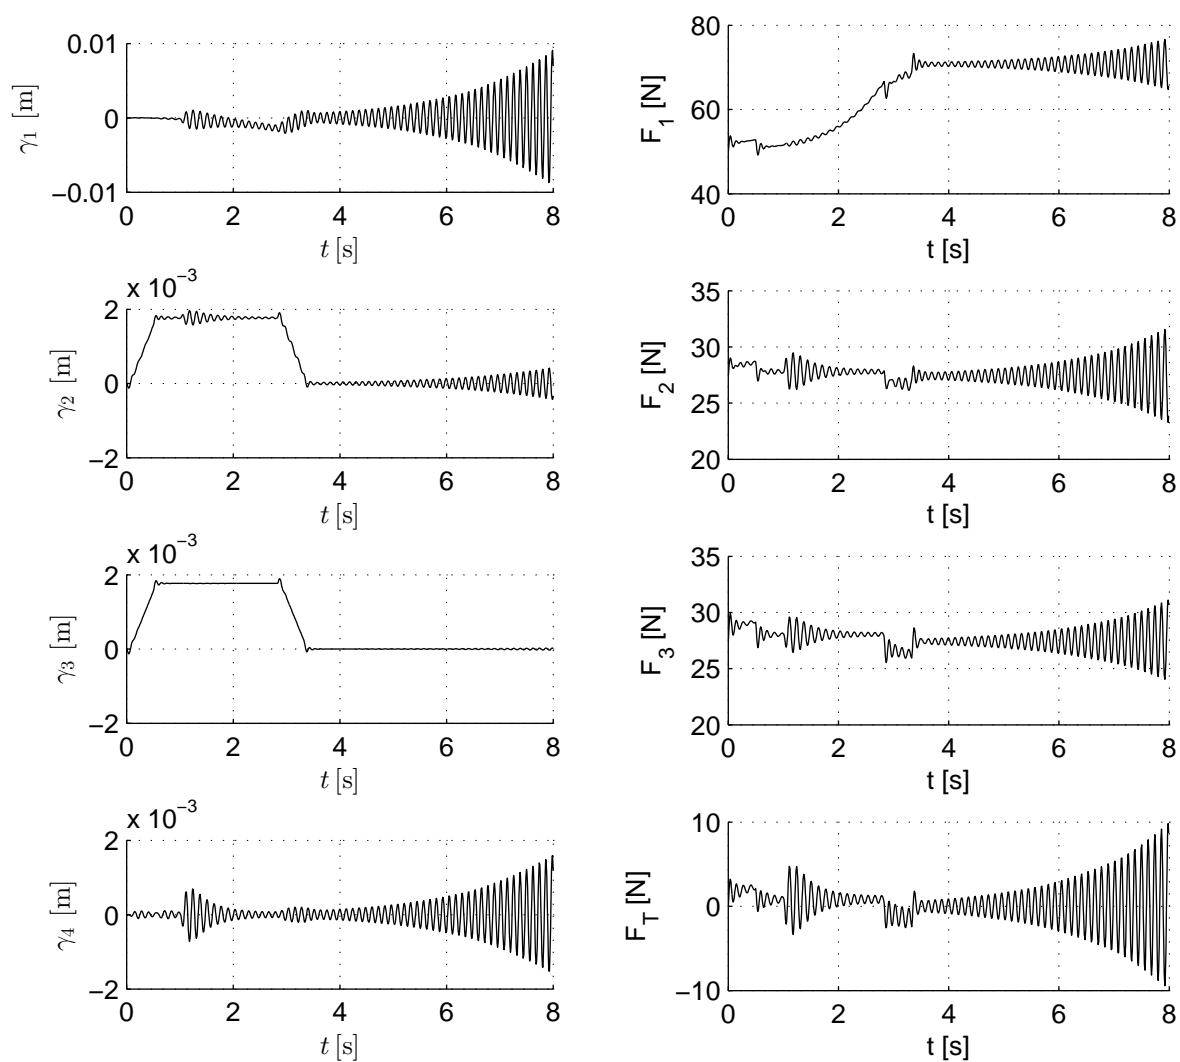 0.01
0
−0.01
γ1 [m]
0 2 4 6 8
t [s]
80
60
40
F1 [N]
0 2 4 6 8
t [s]
x 10−3
2
0
−2
γ2 [m]
0 2 4 6 8
t [s]
35
30
25
20
F2 [N]
0 2 4 6 8
t [s]
x 10−3
2
0
−2
γ3 [m]
0 2 4 6 8
t [s]
35
30
25
20
F3 [N]
0 2 4 6 8
t [s]
x 10−3
2
0
−2
γ4 [m]
0 2 4 6 8
t [s]
10
0
−10
FT [N]
0 2 4 6 8
t [s]